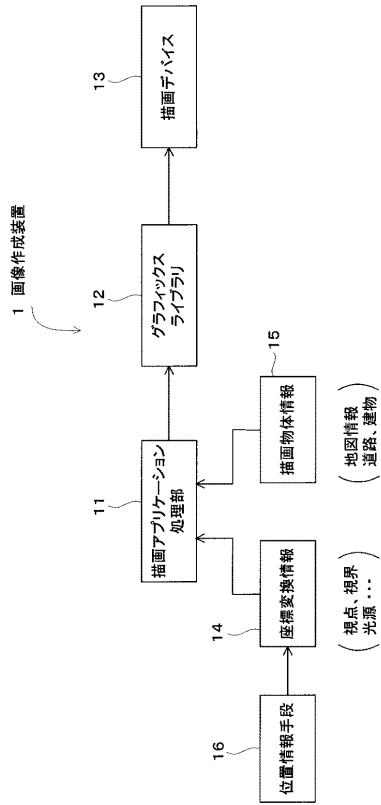 1 画像作成装置
11
描画アプリケーション
処理部
12
グラフィックス
ライブラリ
13
描画デバイス
14
座標変換情報
(視点、視界
光源・・・)
15
描画物体情報
(地図情報
道路、建物)
16
位置情報手段